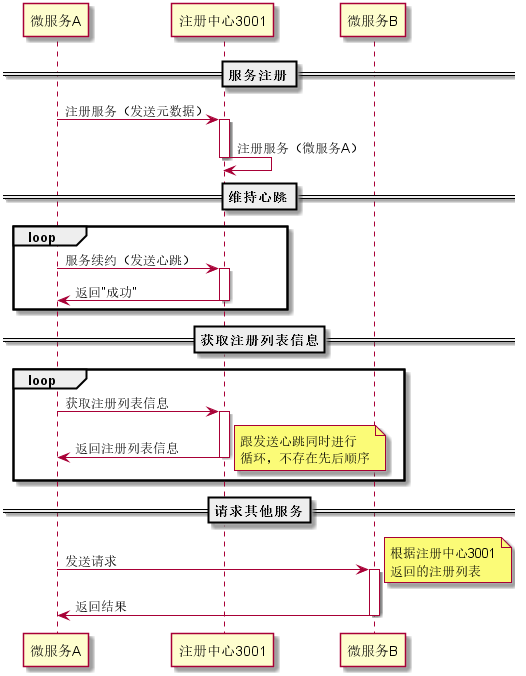 微服务A
注册中心3001
微服务B
服务注册
注册服务（发送元数据）
注册服务（微服务A）
维持心跳
loop
服务续约（发送心跳）
返回"成功"
获取注册列表信息
loop
获取注册列表信息
跟发送心跳同时进行
返回注册列表信息
循环，不存在先后顺序
请求其他服务
根据注册中心3001
发送请求
返回的注册列表
返回结果
微服务A
注册中心3001
微服务B